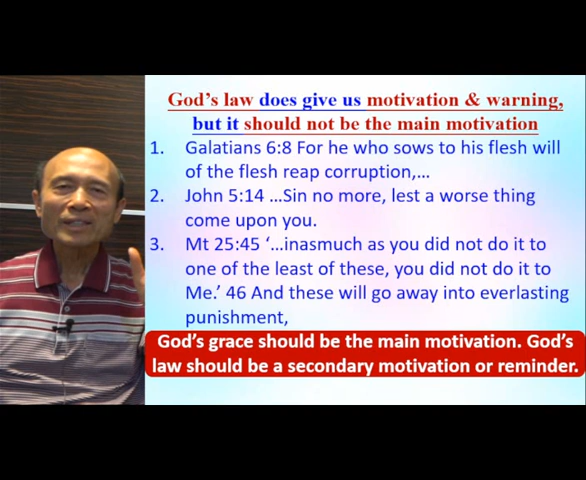 God's law does give us motivation & warning,
but it should not be the main motivation
1. Galatians 6:8 For he who sows to his flesh will
of the flesh reap corruption,...
2. John 5:14 ...Sin no more, lest a worse thing
come upon you.
3. Mt 25:45 ‘...inasmuch as you did not do it to
one of the least of these, you did not do it to
Me.’ 46 And these will go away into everlasting
punishment,
God's grace should be the main motivation. God's
law should be a secondary motivation or reminder.